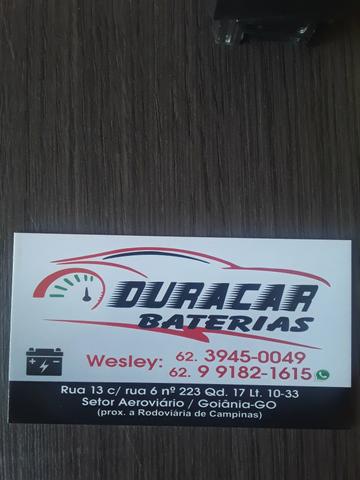 DURACAR
BATERIAS
Wesley: 62. 3945-0049
62. 9 9182-1615
Rua 13 c/ rua 6 nº 223 Qd. 17 Lt. 10-33
Setor Aeroviário / Goiânia-GO
(prox. a Rodoviária de Campinas)